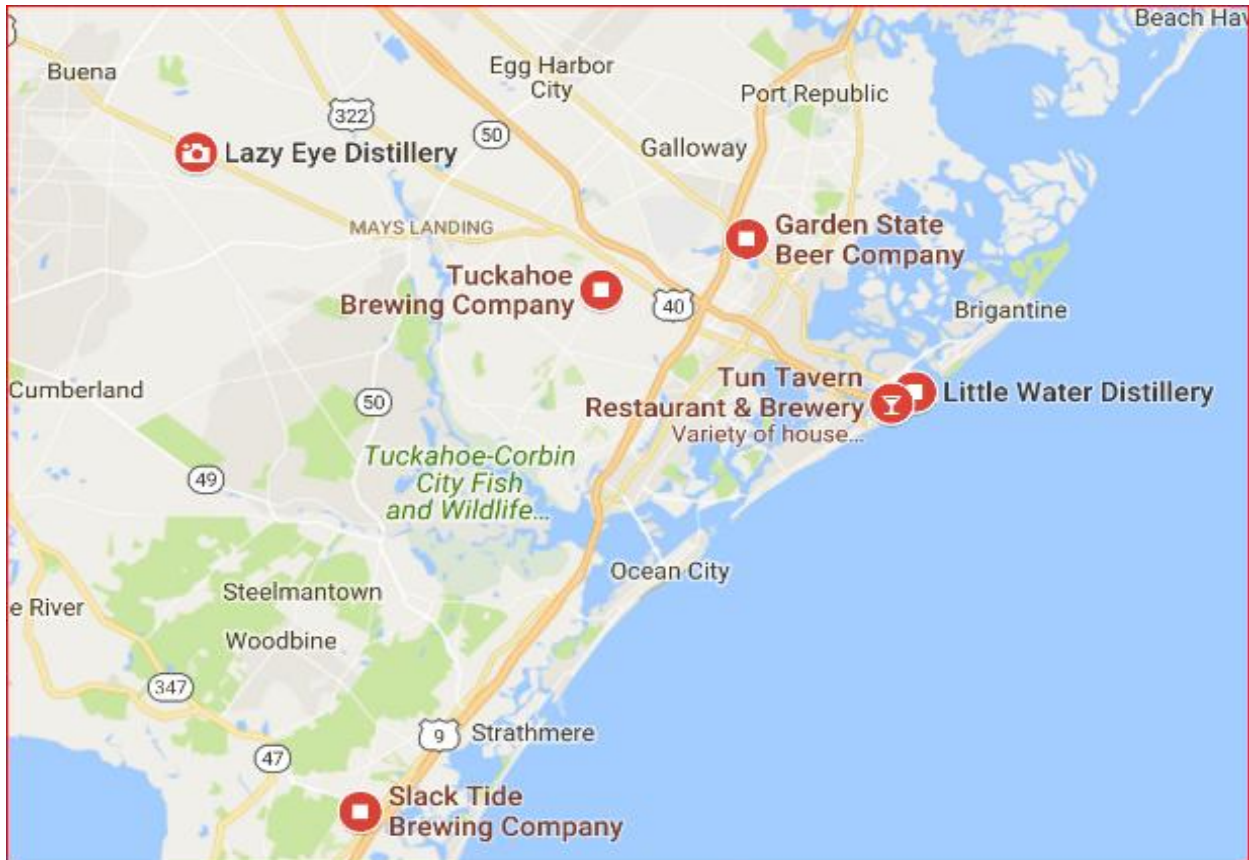 Beach Hav
Buena
Egg Harbor
City
Port Republic
322
50
Galloway
Lazy Eye Distillery
MAYS LANDING
Garden State
Beer Company
Tuckahoe
Brewing Company
40
Brigantine
Cumberland
50
Tun Tavern
Restaurant & Brewery
Variety of house...
Little Water Distillery
49
Tuckahoe-Corbin
City Fish
and Wildlife...
Ocean City
Steelmantown
e River
Woodbine
347
9
Strathmere
47
Slack Tide
Brewing Company